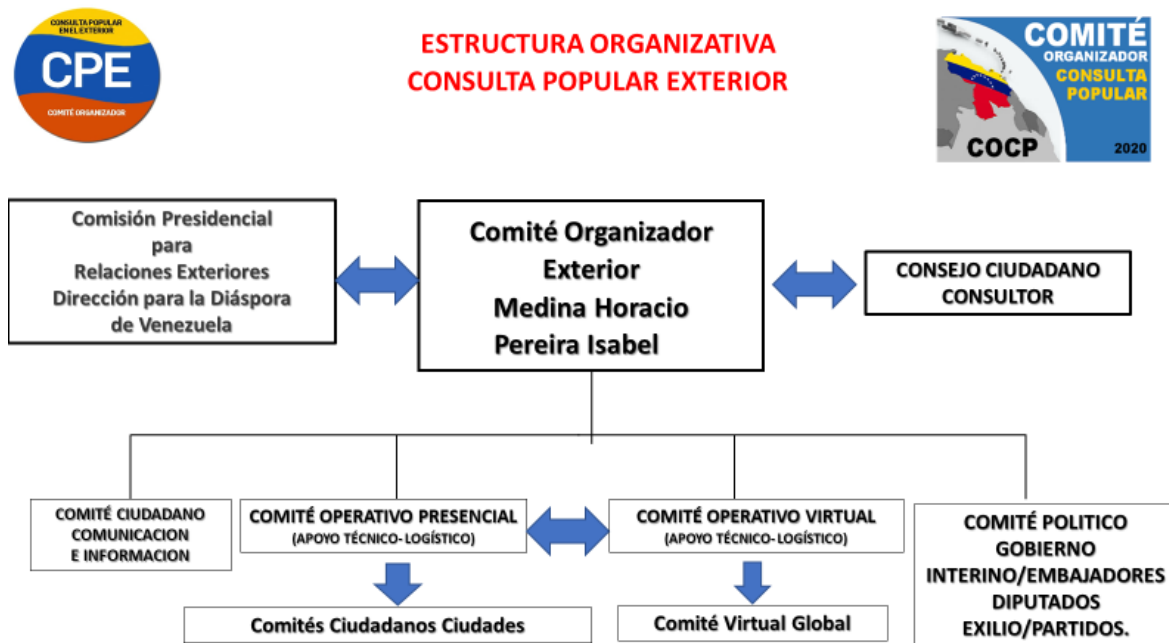 CONSULTA POPULAR
EN EL EXTERIOR
CPE
COMITÉ ORGANIZADOR
ESTRUCTURA ORGANIZATIVA
CONSULTA POPULAR EXTERIOR
COMITÉ
ORGANIZADOR
CONSULTA
POPULAR
COCP
2020
Comisión Presidencial
para
Relaciones Exteriores
Dirección para la Diáspora
de Venezuela
Comité Organizador
Exterior
Medina Horacio
Pereira Isabel
CONSEJO CIUDADANO
CONSULTOR
COMITÉ CIUDADANO
COMUNICACION
E INFORMACION
COMITÉ OPERATIVO PRESENCIAL
(APOYO TÉCNICO- LOGÍSTICO)
COMITÉ OPERATIVO VIRTUAL
(APOYO TÉCNICO- LOGÍSTICO)
COMITÉ POLITICO
GOBIERNO
INTERINO/EMBAJADORES
DIPUTADOS
EXILIO/PARTIDOS.
Comités Ciudadanos Ciudades
Comité Virtual Global